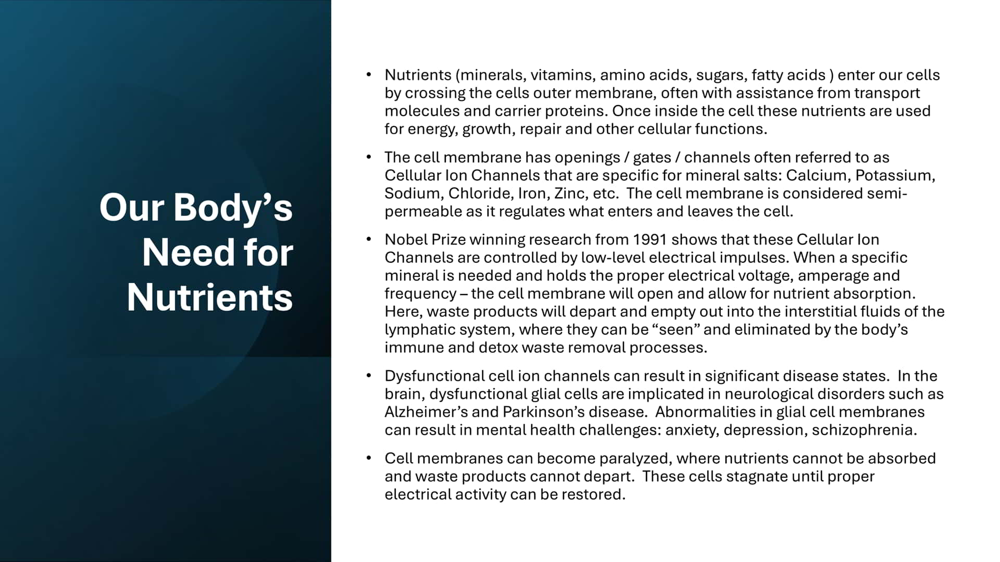 Our Body’s
Need for
Nutrients
• Nutrients (minerals, vitamins, amino acids, sugars, fatty acids ) enter our cells
by crossing the cells outer membrane, often with assistance from transport
molecules and carrier proteins. Once inside the cell these nutrients are used
for energy, growth, repair and other cellular functions.
• The cell membrane has openings / gates / channels often referred to as
Cellular Ion Channels that are specific for mineral salts: Calcium, Potassium,
Sodium, Chloride, Iron, Zinc, etc.  The cell membrane is considered semi-
permeable as it regulates what enters and leaves the cell.
• Nobel Prize winning research from 1991 shows that these Cellular Ion
Channels are controlled by low-level electrical impulses. When a specific
mineral is needed and holds the proper electrical voltage, amperage and
frequency – the cell membrane will open and allow for nutrient absorption.
Here, waste products will depart and empty out into the interstitial fluids of the
lymphatic system, where they can be “seen” and eliminated by the body’s
immune and detox waste removal processes.
• Dysfunctional cell ion channels can result in significant disease states.  In the
brain, dysfunctional glial cells are implicated in neurological disorders such as
Alzheimer’s and Parkinson’s disease.  Abnormalities in glial cell membranes
can result in mental health challenges: anxiety, depression, schizophrenia.
• Cell membranes can become paralyzed, where nutrients cannot be absorbed
and waste products cannot depart.  These cells stagnate until proper
electrical activity can be restored.